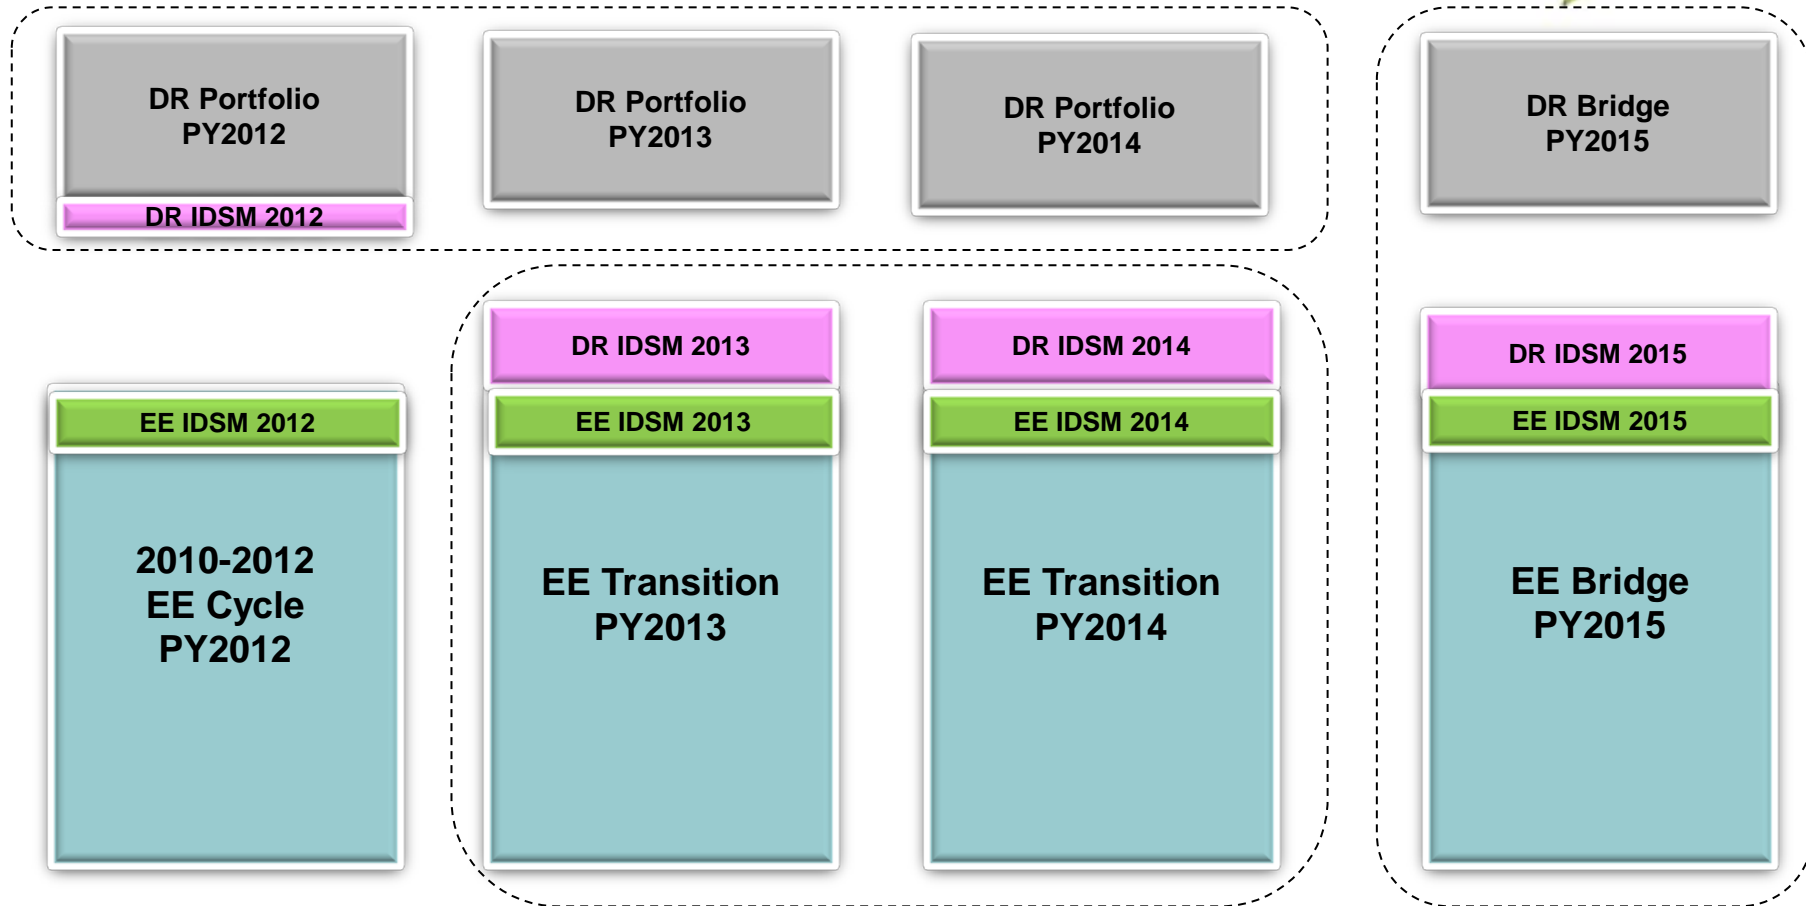 DR Portfolio
PY2012
DR Portfolio
PY2013
DR Portfolio
PY2014
DR Bridge
PY2015
DR IDSM 2012
DR IDSM 2013
DR IDSM 2014
DR IDSM 2015
EE IDSM 2012
EE IDSM 2013
EE IDSM 2014
EE IDSM 2015
2010-2012
EE Cycle
PY2012
EE Transition
PY2013
EE Transition
PY2014
EE Bridge
PY2015